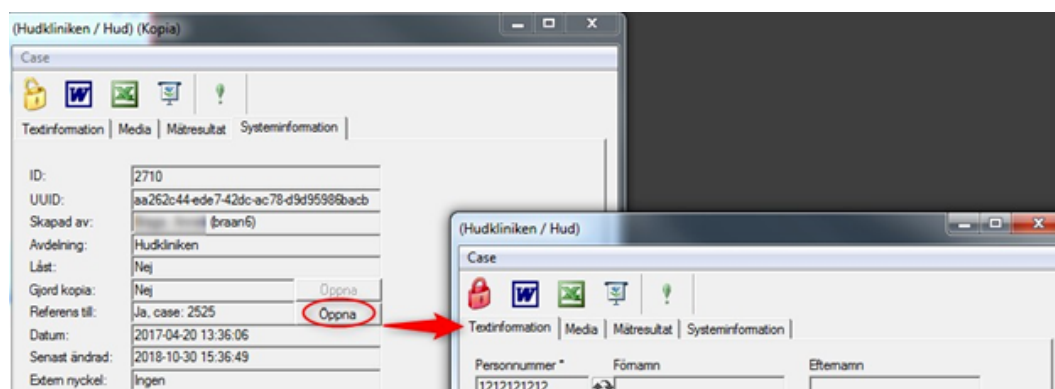 (Hudkliniken / Hud) (Kopia)
Case
Textinformation Media Mätresultat Systeminformation
ID: 2710
UUID: aa262c44-ede7-42dc-ac78-d9d95986bacb
Skapad av: (braan6)
Avdelning: Hudkliniken
Låst: Nej
Gjord kopia: Nej Öppna
Referens till: Ja, case: 2525 Öppna
Datum: 2017-04-20 13:36:06
Senast ändrad: 2018-10-30 15:36:49
Extern nyckel: Ingen
(Hudkliniken / Hud)
Case
Textinformation Media Mätresultat Systeminformation
Personnummer * Förnamn Efternamn
1212121212